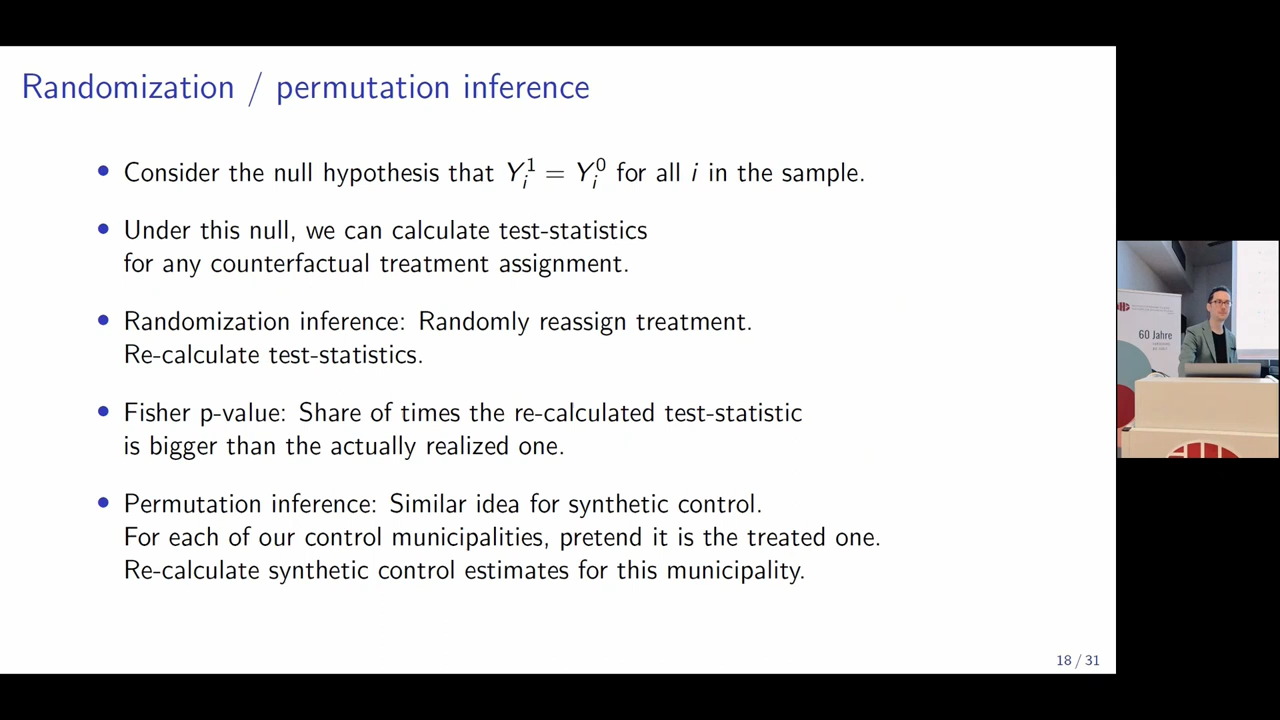 Randomization / permutation inference
• Consider the null hypothesis that Y_i^1 = Y_i^0 for all i in the sample.
• Under this null, we can calculate test-statistics
for any counterfactual treatment assignment.
• Randomization inference: Randomly reassign treatment.
Re-calculate test-statistics.
• Fisher p-value: Share of times the re-calculated test-statistic
is bigger than the actually realized one.
• Permutation inference: Similar idea for synthetic control.
For each of our control municipalities, pretend it is the treated one.
Re-calculate synthetic control estimates for this municipality.
18 / 31
60 Jahre